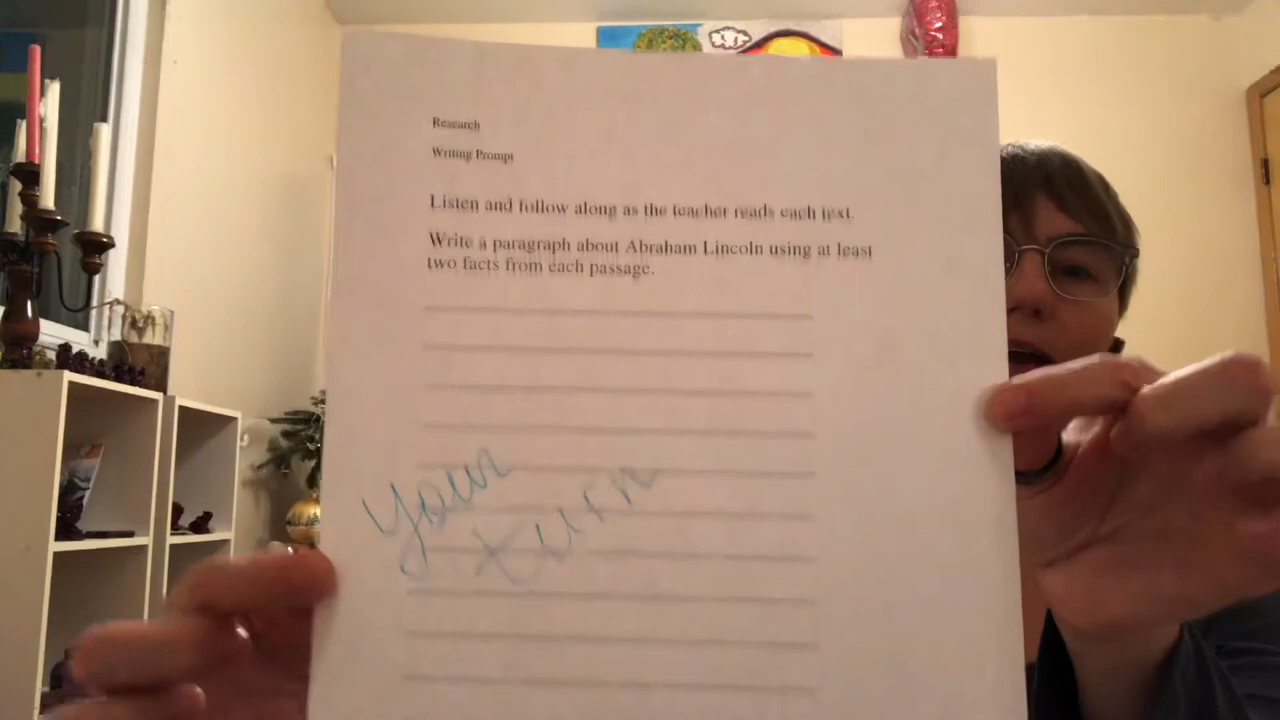 Research
Writing Prompt
Listen and follow along as the teacher reads each text.
Write a paragraph about Abraham Lincoln using at least
two facts from each passage.
your
turn